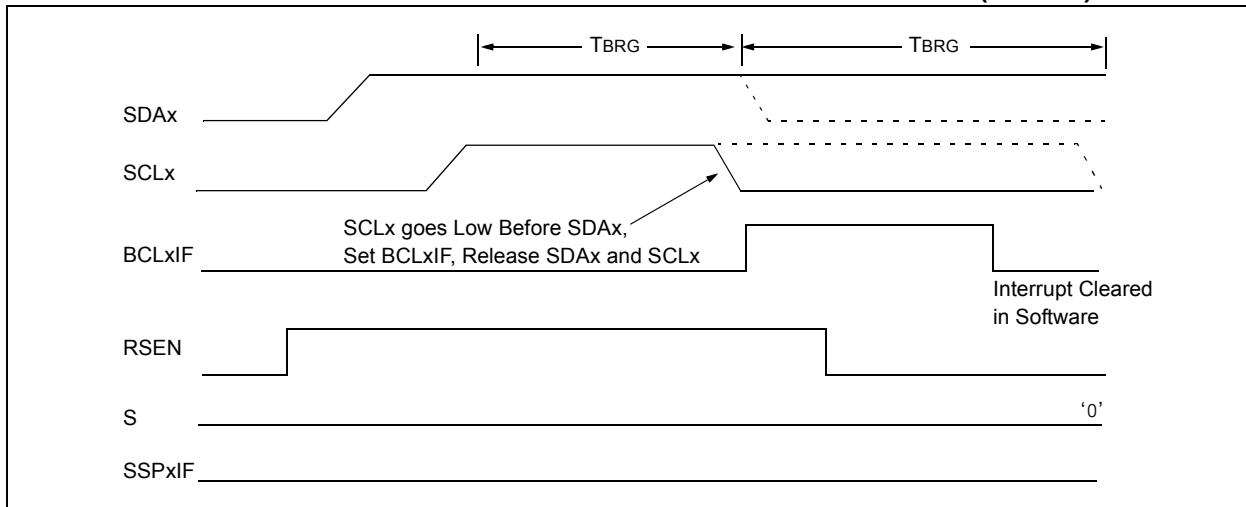 TBRG
TBRG
SDAx
SCLx
SCLx goes Low Before SDAx,
Set BCLxIF, Release SDAx and SCLx
BCLxIF
Interrupt Cleared
in Software
RSEN
S
‘0’
SSPxIF